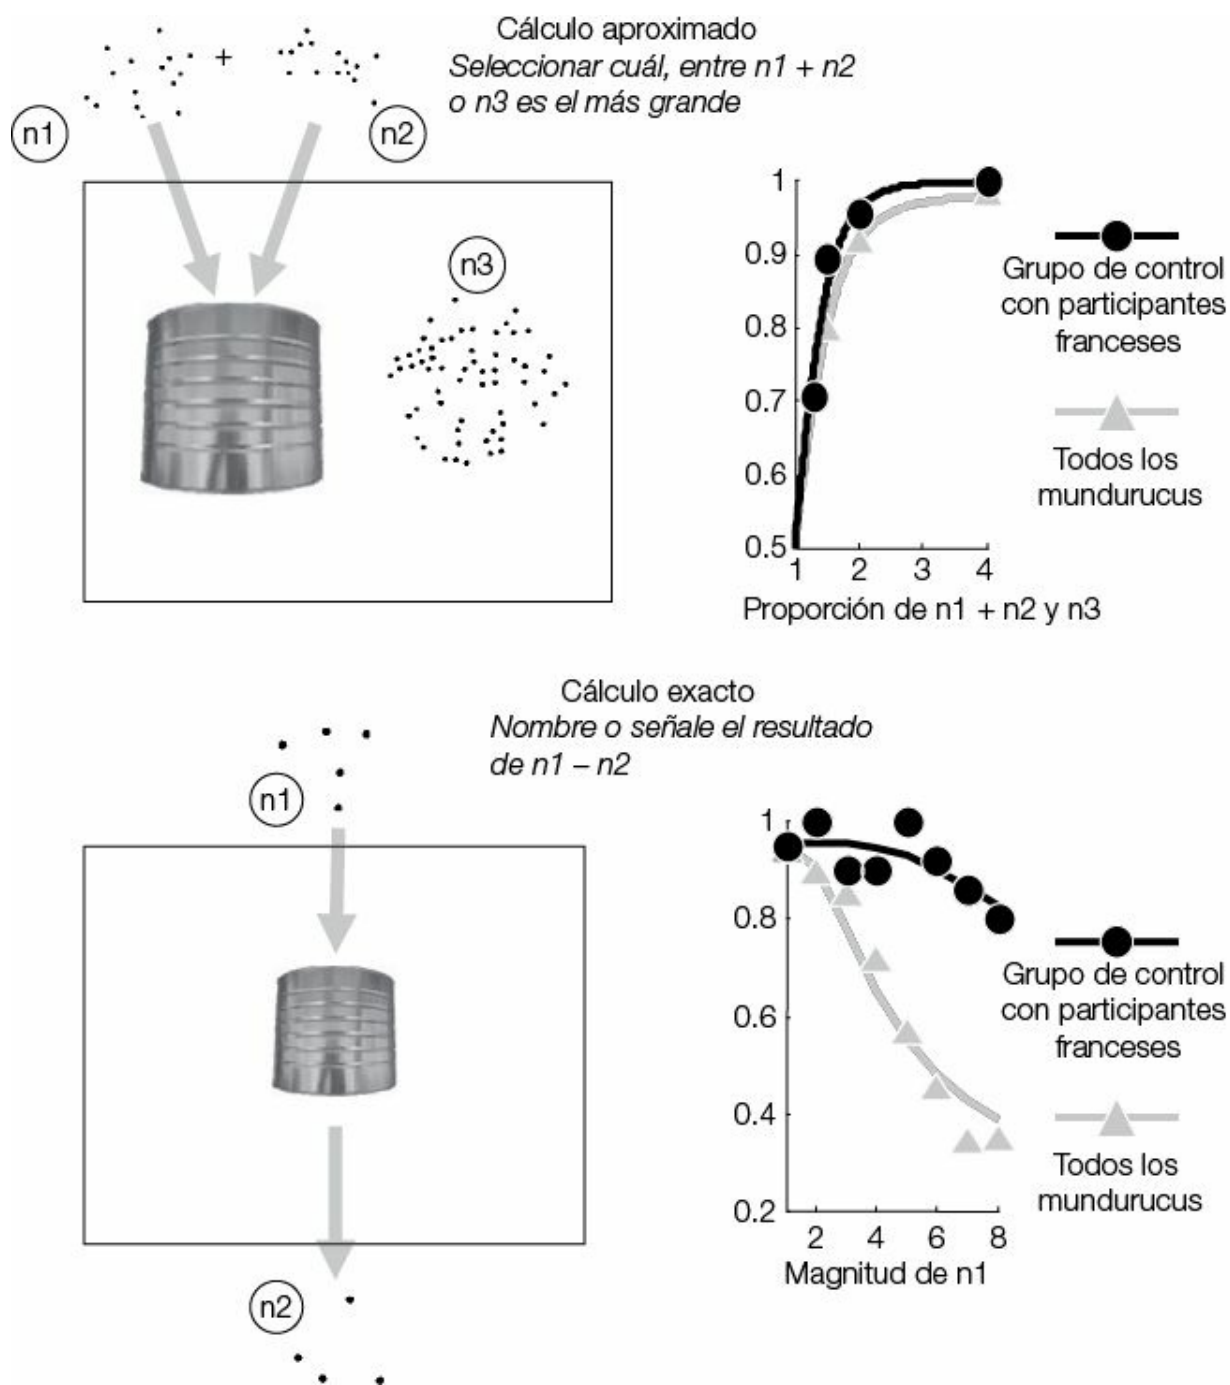 Cálculo aproximado
Seleccionar cuál, entre n1 + n2
o n3 es el más grande
+
n1
n2
n3
1
0.9
0.8
0.7
0.6
0.5
1 2 3 4
Proporción de n1 + n2 y n3
Grupo de control
con participantes
franceses
Todos los
mundurucus
Cálculo exacto
Nombre o señale el resultado
de n1 – n2
n1
n2
1
0.8
0.6
0.4
0.2
2 4 6 8
Magnitud de n1
Grupo de control
con participantes
franceses
Todos los
mundurucus